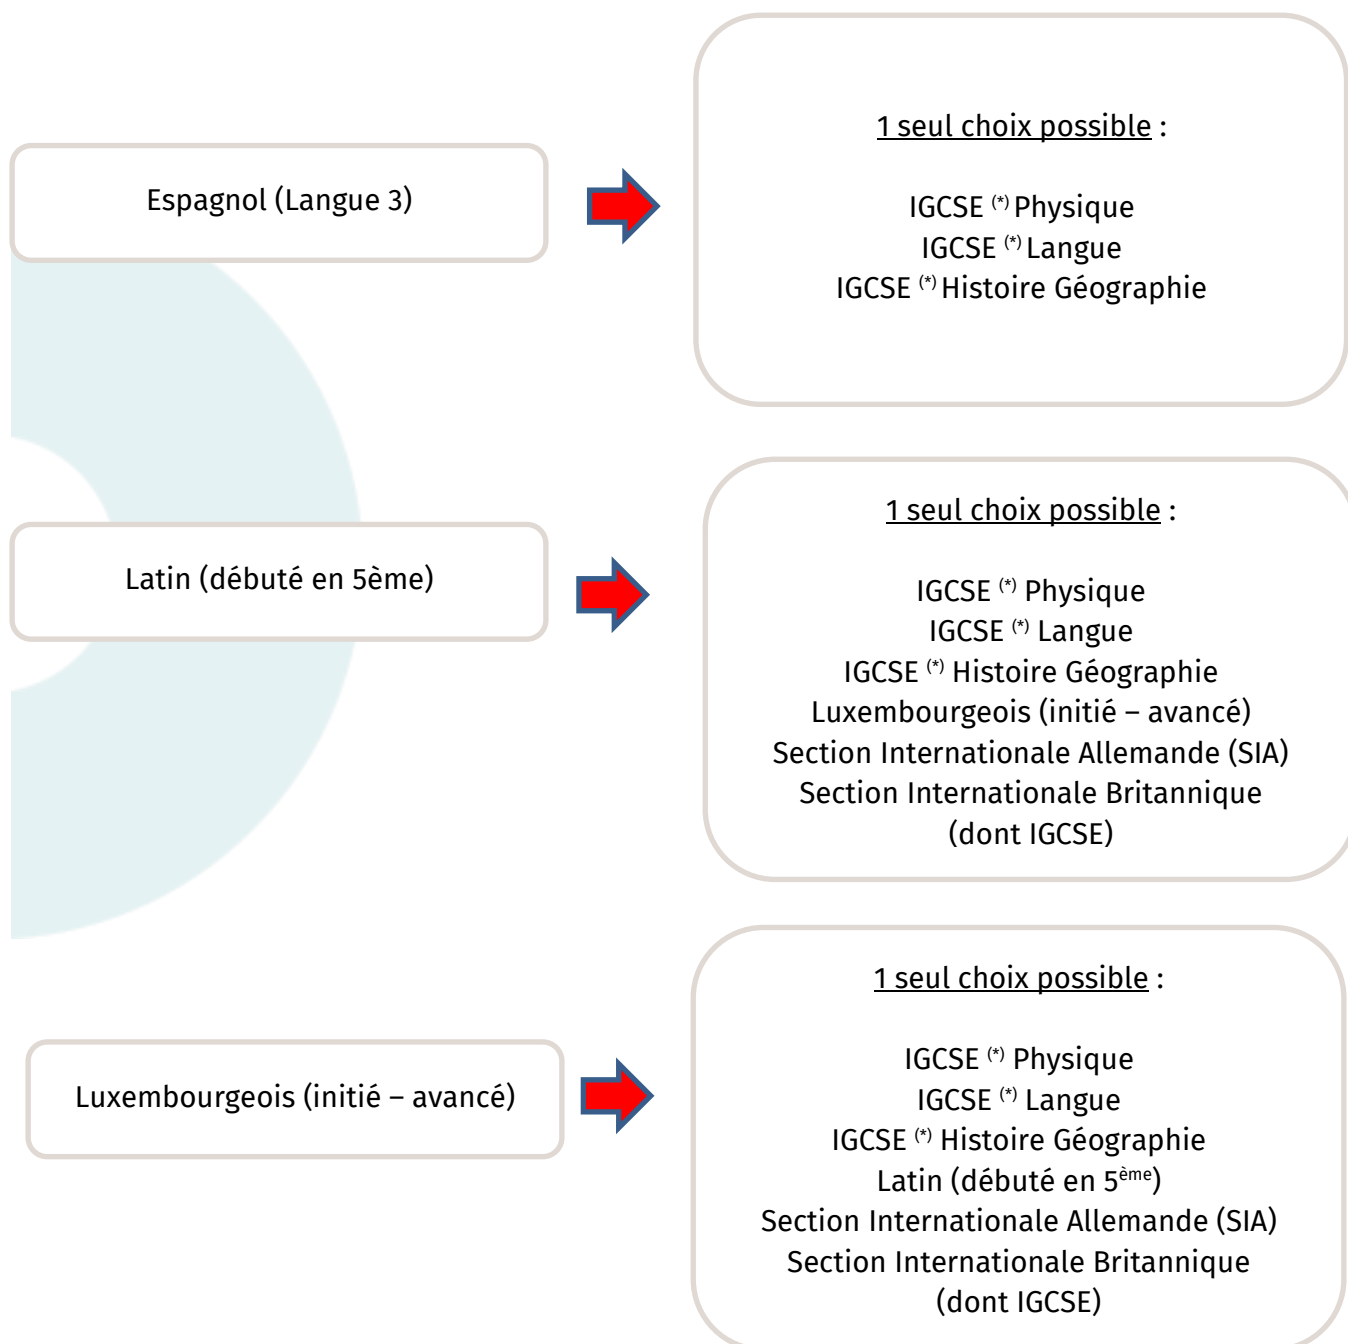 Espagnol (Langue 3)
1 seul choix possible :
IGCSE (*) Physique
IGCSE (*) Langue
IGCSE (*) Histoire Géographie
Latin (débuté en 5ème)
1 seul choix possible :
IGCSE (*) Physique
IGCSE (*) Langue
IGCSE (*) Histoire Géographie
Luxembourgeois (initié – avancé)
Section Internationale Allemande (SIA)
Section Internationale Britannique
(dont IGCSE)
Luxembourgeois (initié – avancé)
1 seul choix possible :
IGCSE (*) Physique
IGCSE (*) Langue
IGCSE (*) Histoire Géographie
Latin (débuté en 5ème)
Section Internationale Allemande (SIA)
Section Internationale Britannique
(dont IGCSE)